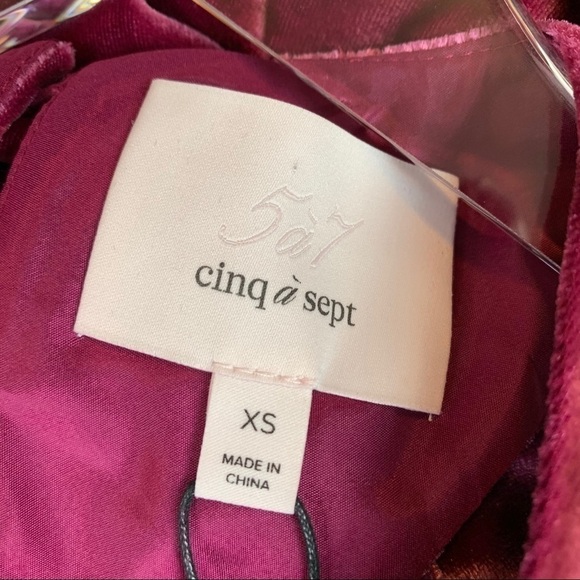 5à7
cinq à sept
XS
MADE IN
CHINA